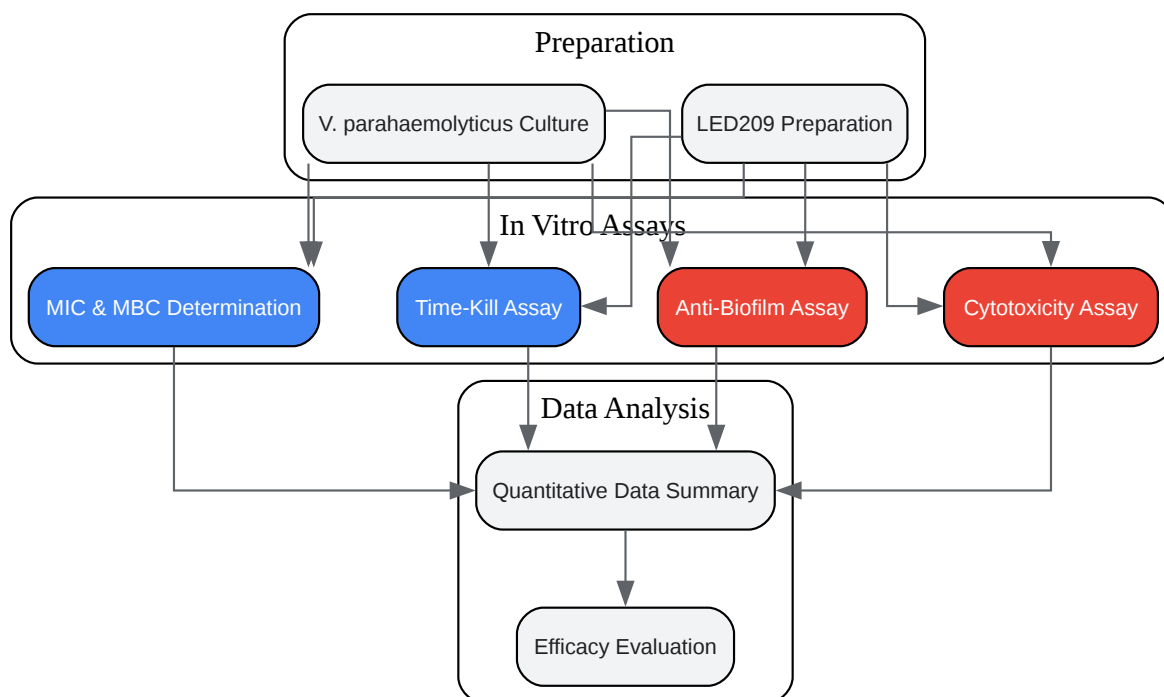 Preparation
V. parahaemolyticus Culture
LED209 Preparation
In Vitro Assays
MIC & MBC Determination
Time-Kill Assay
Anti-Biofilm Assay
Cytotoxicity Assay
Data Analysis
Quantitative Data Summary
Efficacy Evaluation